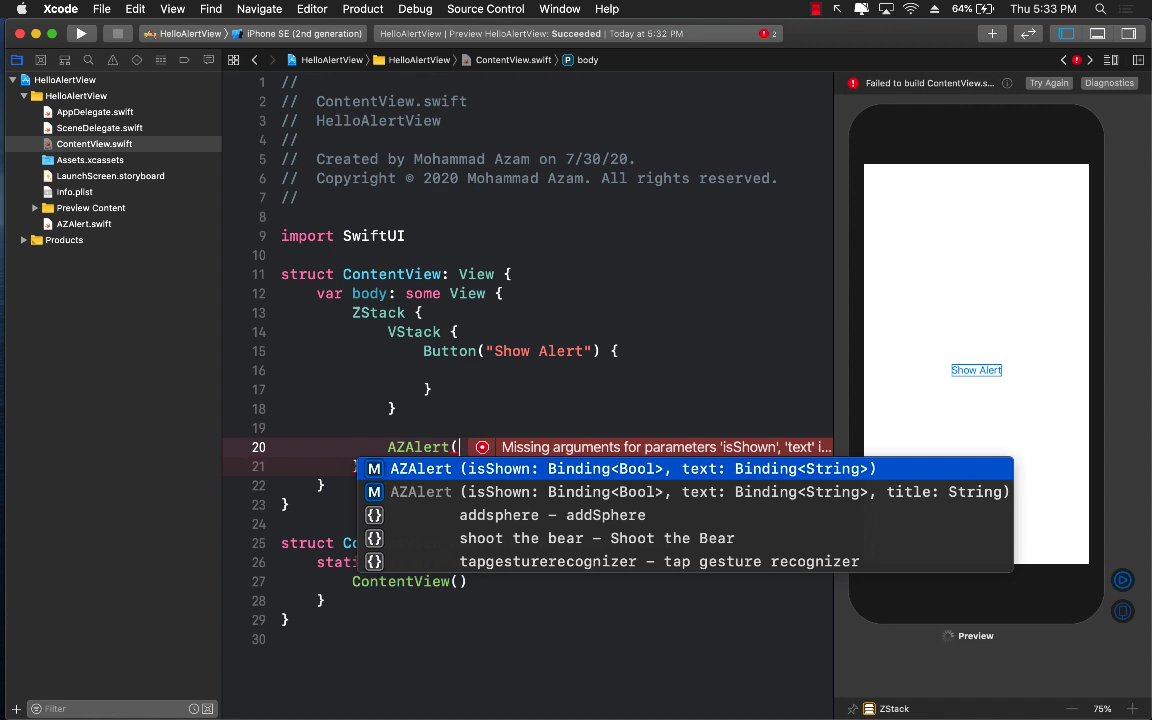 Xcode File Edit View Find Navigate Editor Product Debug Source Control Window Help 64% Thu 5:33 PM
HelloAlertView iPhone SE (2nd generation) HelloAlertView | Preview HelloAlertView: Succeeded | Today at 5:32 PM 2
HelloAlertView HelloAlertView ContentView.swift body
HelloAlertView
HelloAlertView
AppDelegate.swift
SceneDelegate.swift
ContentView.swift
Assets.xcassets
LaunchScreen.storyboard
Info.plist
Preview Content
AZAlert.swift
Products
Filter
1 //
2 // ContentView.swift
3 // HelloAlertView
4 //
5 // Created by Mohammad Azam on 7/30/20.
6 // Copyright © 2020 Mohammad Azam. All rights reserved.
7 //
8
9 import SwiftUI
10
11 struct ContentView: View {
12 var body: some View {
13 ZStack {
14 VStack {
15 Button("Show Alert") {
16
17 }
18 }
19
20 AZAlert( Missing arguments for parameters 'isShown', 'text' i...
M AZAlert (isShown: Binding<Bool>, text: Binding<String>)
M AZAlert (isShown: Binding<Bool>, text: Binding<String>, title: String)
{} addsphere – addSphere
{} shoot the bear – Shoot the Bear
{} tapgesturerecognizer – tap gesture recognizer
21
22 }
23 }
24
25 struct Co
26 stati
27 ContentView()
28 }
29 }
30
Failed to build ContentView.s... Try Again Diagnostics
Show Alert
Preview
ZStack 75%